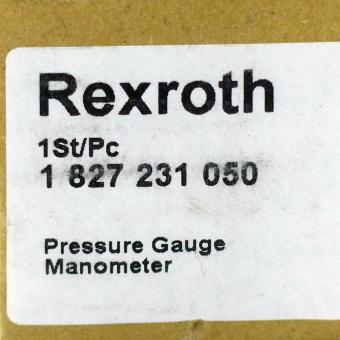 Rexroth
1St/Pc
1 827 231 050
Pressure Gauge
Manometer